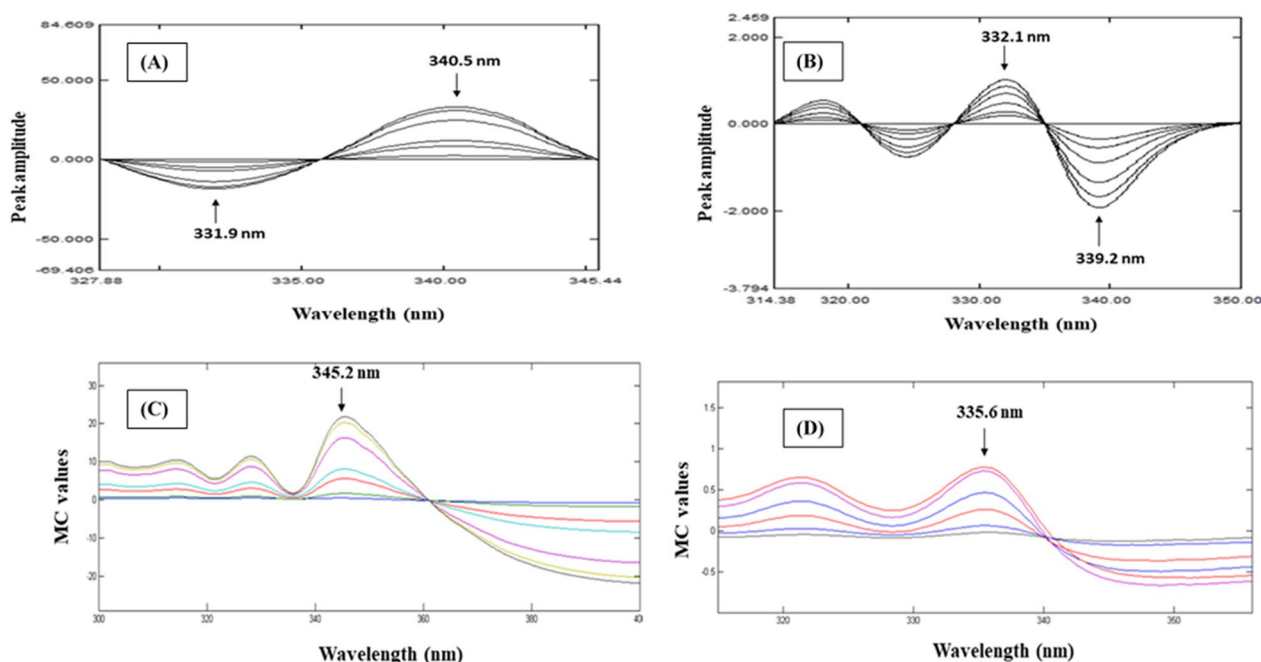 84.609
(A)
340.5 nm
50.000
Peak amplitude
0.000
-50.000
331.9 nm
-69.406
327.88
335.00
340.00
345.44
Wavelength (nm)
2.459
2.000
(B)
332.1 nm
Peak amplitude
0.000
-2.000
339.2 nm
-3.794
314.38
320.00
330.00
340.00
350.00
Wavelength (nm)
345.2 nm
(C)
30
20
10
0
-10
-20
MC values
300
320
340
360
380
40
Wavelength (nm)
335.6 nm
(D)
1.5
1
0.5
0
-0.5
MC values
320
330
340
350
Wavelength (nm)